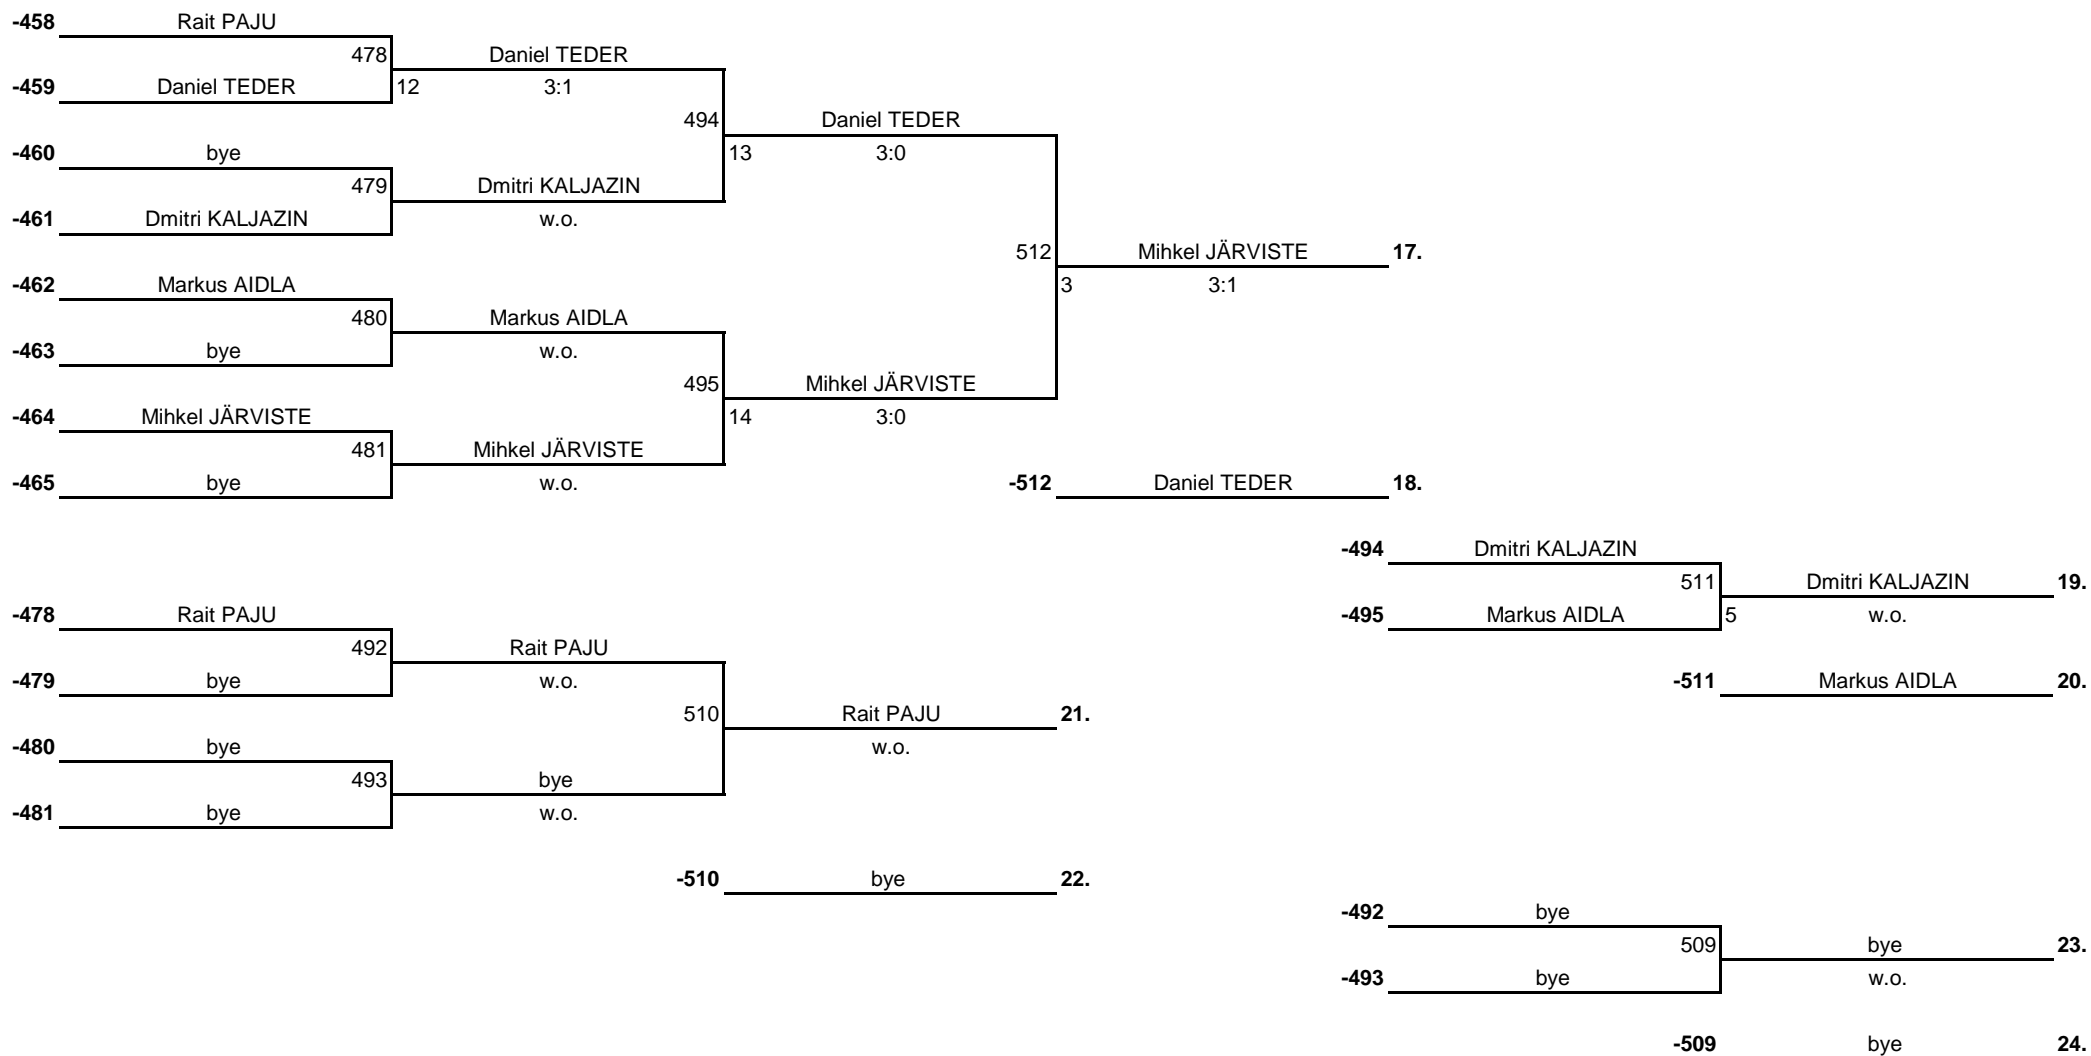 -458 Rait PAJU
478 Daniel TEDER
-459 Daniel TEDER 12 3:1
494 Daniel TEDER
-460 bye 13 3:0
479 Dmitri KALJAZIN
-461 Dmitri KALJAZIN w.o.
512 Mihkel JÄRVISTE 17.
-462 Markus AIDLA 3 3:1
480 Markus AIDLA
-463 bye w.o.
495 Mihkel JÄRVISTE
-464 Mihkel JÄRVISTE 14 3:0
481 Mihkel JÄRVISTE
-465 bye w.o. -512 Daniel TEDER 18.
-494 Dmitri KALJAZIN
511 Dmitri KALJAZIN 19.
-478 Rait PAJU -495 Markus AIDLA 5 w.o.
492 Rait PAJU
-479 bye w.o. -511 Markus AIDLA 20.
510 Rait PAJU 21.
-480 bye w.o.
493 bye
-481 bye w.o.
-510 bye 22.
-492 bye
509 bye 23.
-493 bye w.o.
-509 bye 24.